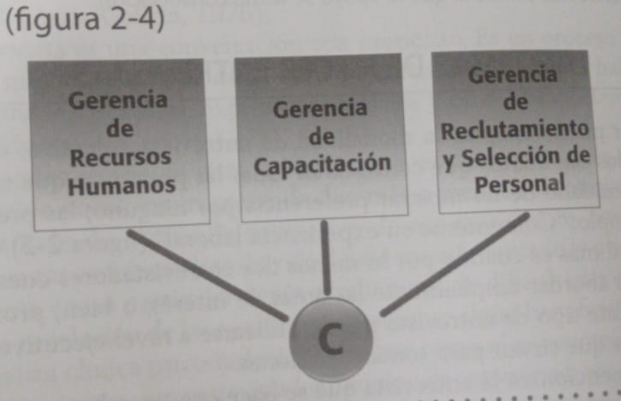 (figura 2-4)
Gerencia
de
Recursos
Humanos
Gerencia
de
Capacitación
Gerencia
de
Reclutamiento
y Selección de
Personal
C